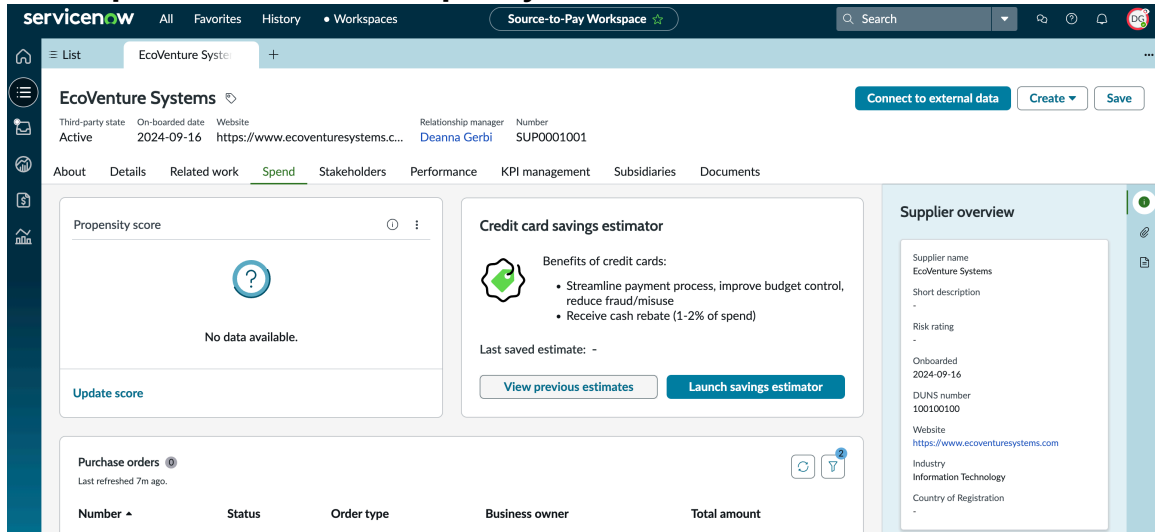 servicenow
All
Favorites
History
• Workspaces
Source-to-Pay Workspace
Search
DG
List
EcoVenture Syste
EcoVenture Systems
Connect to external data
Create
Save
Third-party state
On-boarded date
Website
Relationship manager
Number
Active
2024-09-16
https://www.ecoventuresystems.c...
Deanna Gerbi
SUP0001001
About
Details
Related work
Spend
Stakeholders
Performance
KPI management
Subsidiaries
Documents
Propensity score
?
No data available.
Update score
Credit card savings estimator
Benefits of credit cards:
• Streamline payment process, improve budget control,
reduce fraud/misuse
• Receive cash rebate (1-2% of spend)
Last saved estimate: -
View previous estimates
Launch savings estimator
Purchase orders 0
Last refreshed 7m ago.
2
Number
Status
Order type
Business owner
Total amount
Supplier overview
Supplier name
EcoVenture Systems
Short description
-
Risk rating
-
Onboarded
2024-09-16
DUNS number
100100100
Website
https://www.ecoventuresystems.com
Industry
Information Technology
Country of Registration
-